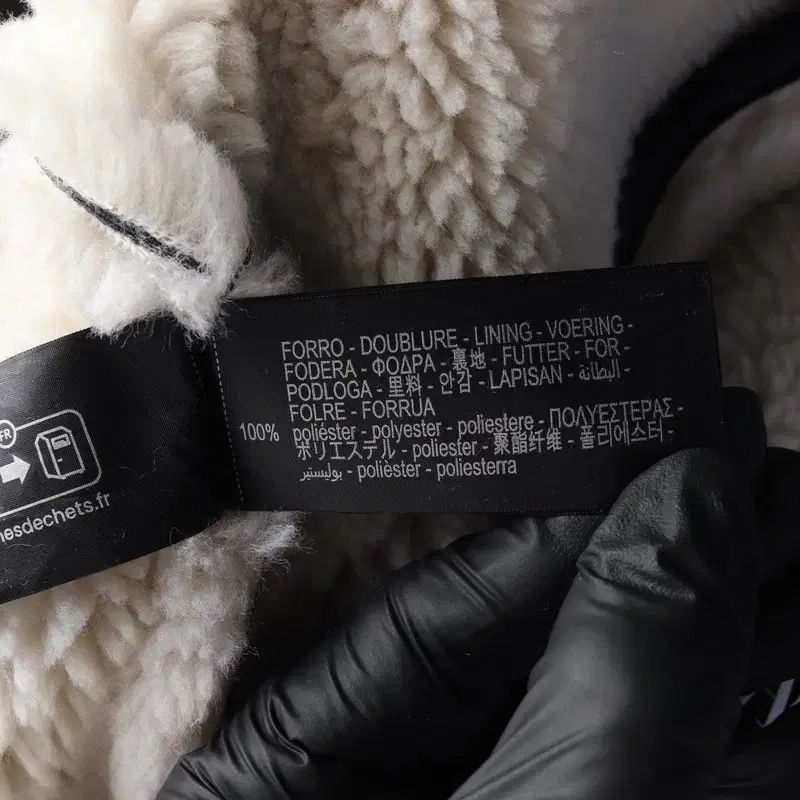 FORRO - DOUBLURE - LINING - VOERING -
FODERA - ΦΟΔΡΑ - 裏地 - FUTTER - FOR -
PODLOGA - 里料 - 안감 - LAPISAN - البطانة -
FOLRE - FORRUA
100% poliéster - polyester - poliestere - ΠΟΛΥΕΣΤΕΡΑΣ -
ポリエステル - poliester - 聚酯纤维 - 폴리에스터 -
بوليستير - polièster - poliesterra
FR
nesdechets.fr